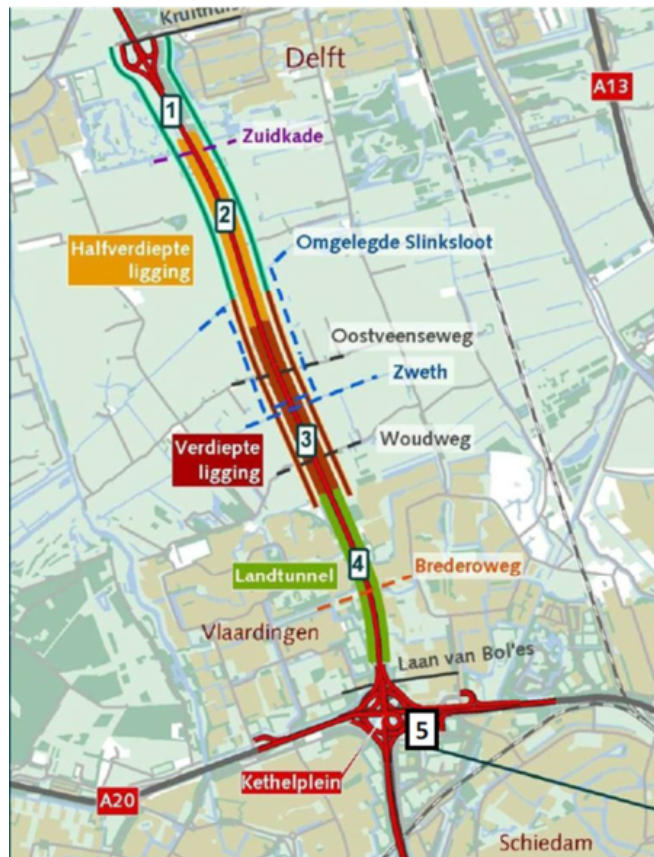 Kruithuis
Delft
A13
1
Zuidkade
2
Omgelegde Slinksloot
Halfverdiepte
ligging
Oostveenseweg
Zweth
3
Woudweg
Verdiepte
ligging
4
Landtunnel
Brederoweg
Vlaardingen
Laan van Bol'es
5
Kethelplein
A20
Schiedam